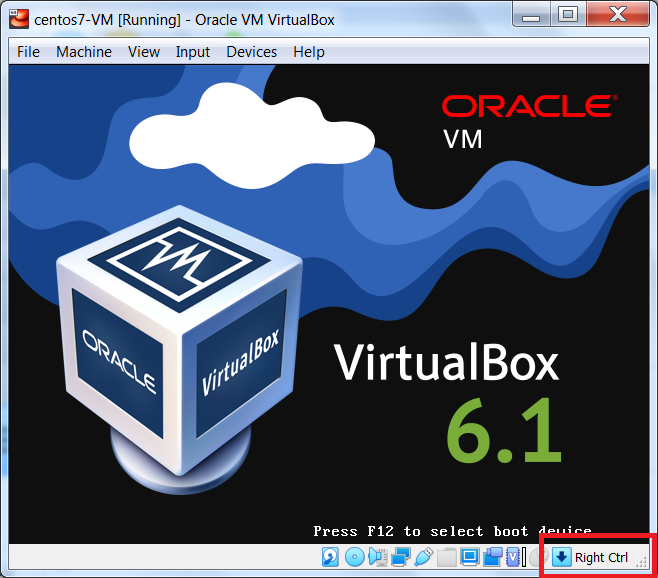 centos7-VM [Running] - Oracle VM VirtualBox
File Machine View Input Devices Help
ORACLE
VM
ORACLE
VirtualBox
VirtualBox
6.1
Press F12 to select boot device
Right Ctrl